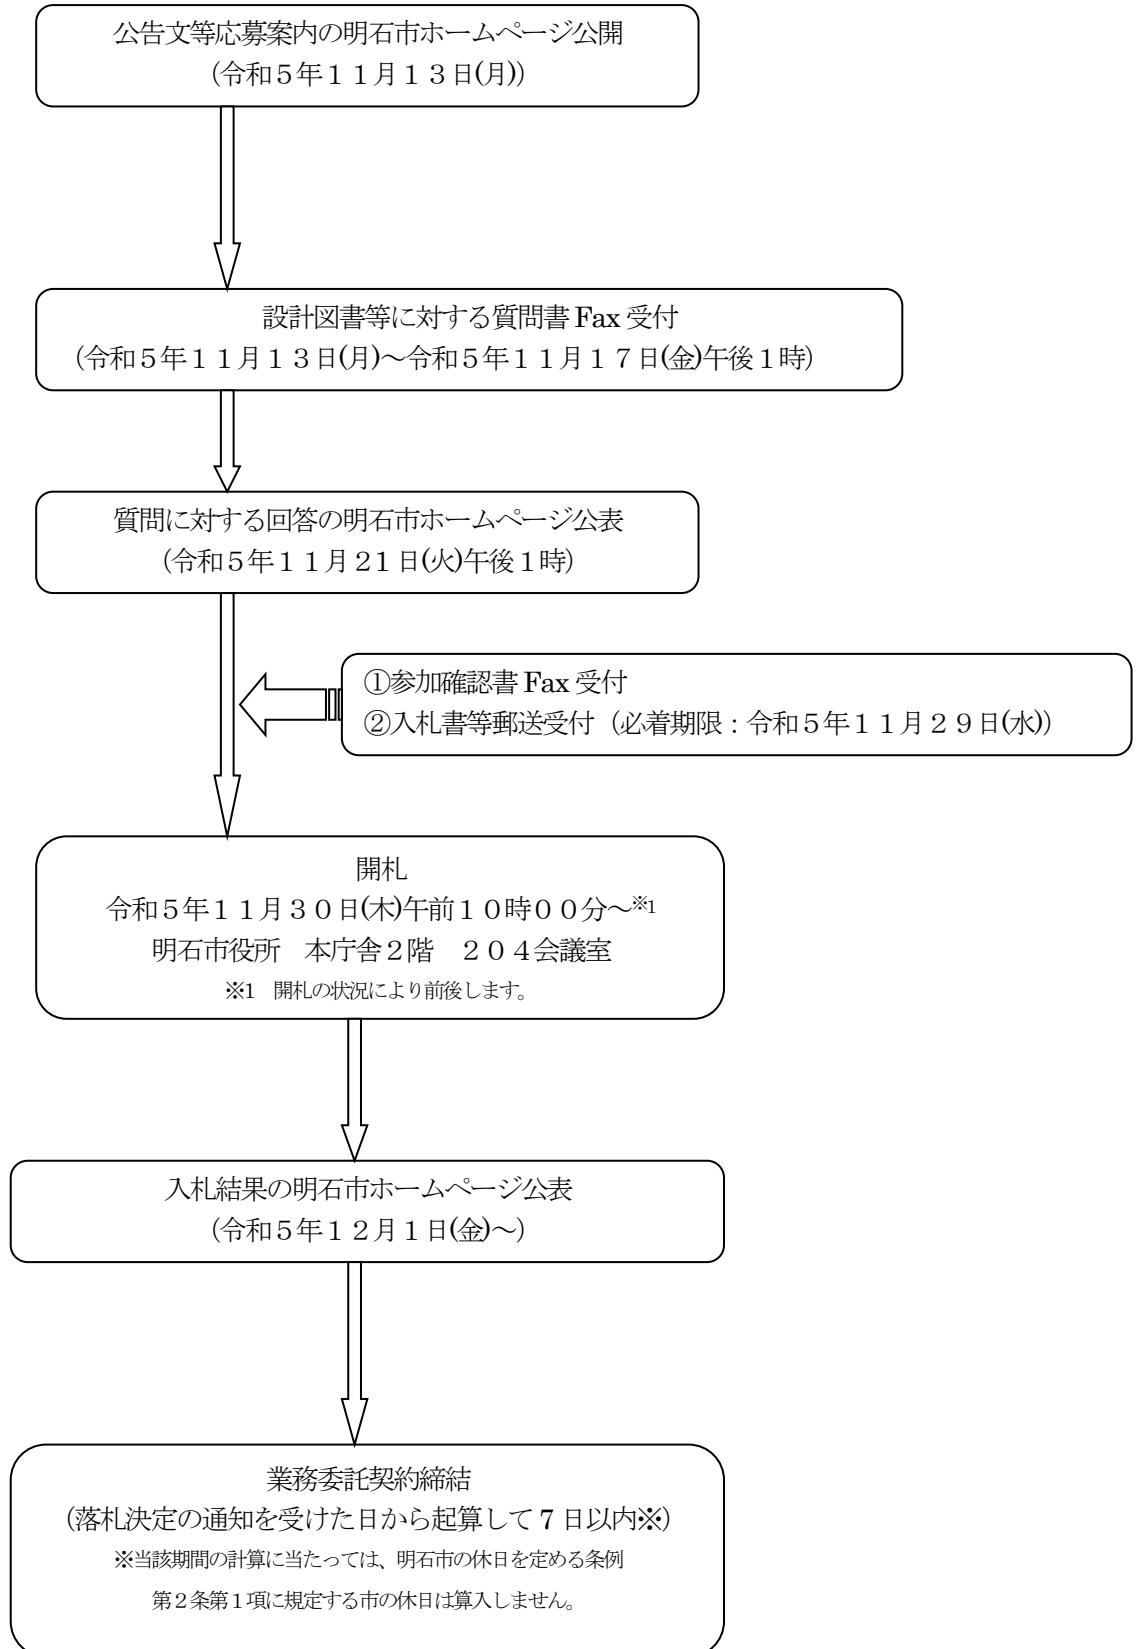 公告文等応募案内の明石市ホームページ公開
（令和５年１１月１３日(月)）
設計図書等に対する質問書 Fax 受付
（令和５年１１月１３日(月)～令和５年１１月１７日(金)午後１時）
質問に対する回答の明石市ホームページ公表
（令和５年１１月21日(火)午後１時）
①参加確認書 Fax 受付
②入札書等郵送受付（必着期限：令和５年１１月２９日(水)）
開札
令和５年１１月３０日(木)午前１０時００分～※1
明石市役所　本庁舎２階　２０４会議室
※1　開札の状況により前後します。
入札結果の明石市ホームページ公表
（令和５年１２月１日(金)～）
業務委託契約締結
（落札決定の通知を受けた日から起算して 7 日以内※）
※当該期間の計算に当たっては、明石市の休日を定める条例
第２条第１項に規定する市の休日は算入しません。